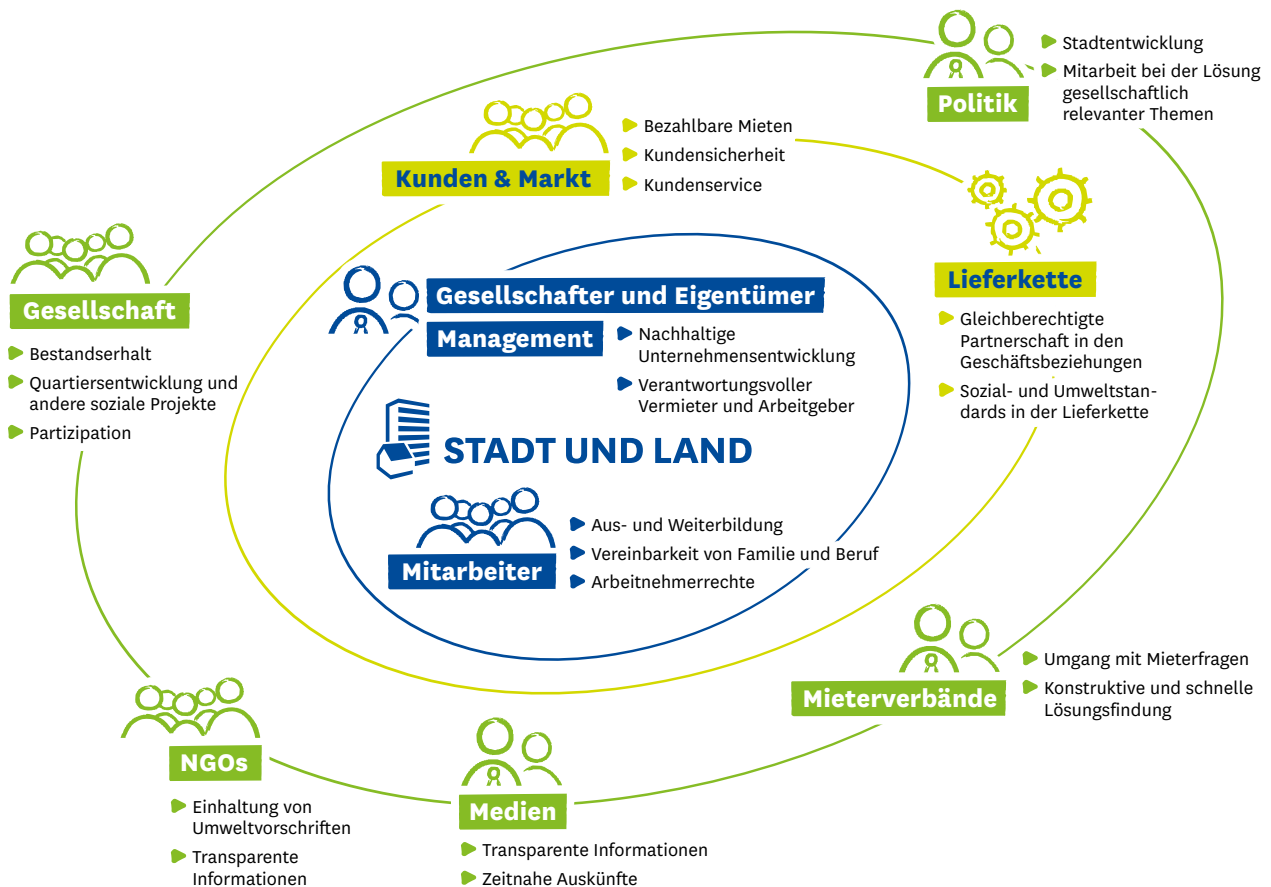 Politik
Stadtentwicklung
Mitarbeit bei der Lösung
gesellschaftlich
relevanter Themen
Kunden & Markt
Bezahlbare Mieten
Kundensicherheit
Kundenservice
Lieferkette
Gleichberechtigte
Partnerschaft in den
Geschäftsbeziehungen
Sozial- und Umweltstan-
dards in der Lieferkette
Gesellschaft
Bestandserhalt
Quartiersentwicklung und
andere soziale Projekte
Partizipation
Gesellschafter und Eigentümer
Management
Nachhaltige
Unternehmensentwicklung
Verantwortungsvoller
Vermieter und Arbeitgeber
STADT UND LAND
Mitarbeiter
Aus- und Weiterbildung
Vereinbarkeit von Familie und Beruf
Arbeitnehmerrechte
Mieterverbände
Umgang mit Mieterfragen
Konstruktive und schnelle
Lösungsfindung
NGOs
Einhaltung von
Umweltvorschriften
Transparente
Informationen
Medien
Transparente Informationen
Zeitnahe Auskünfte